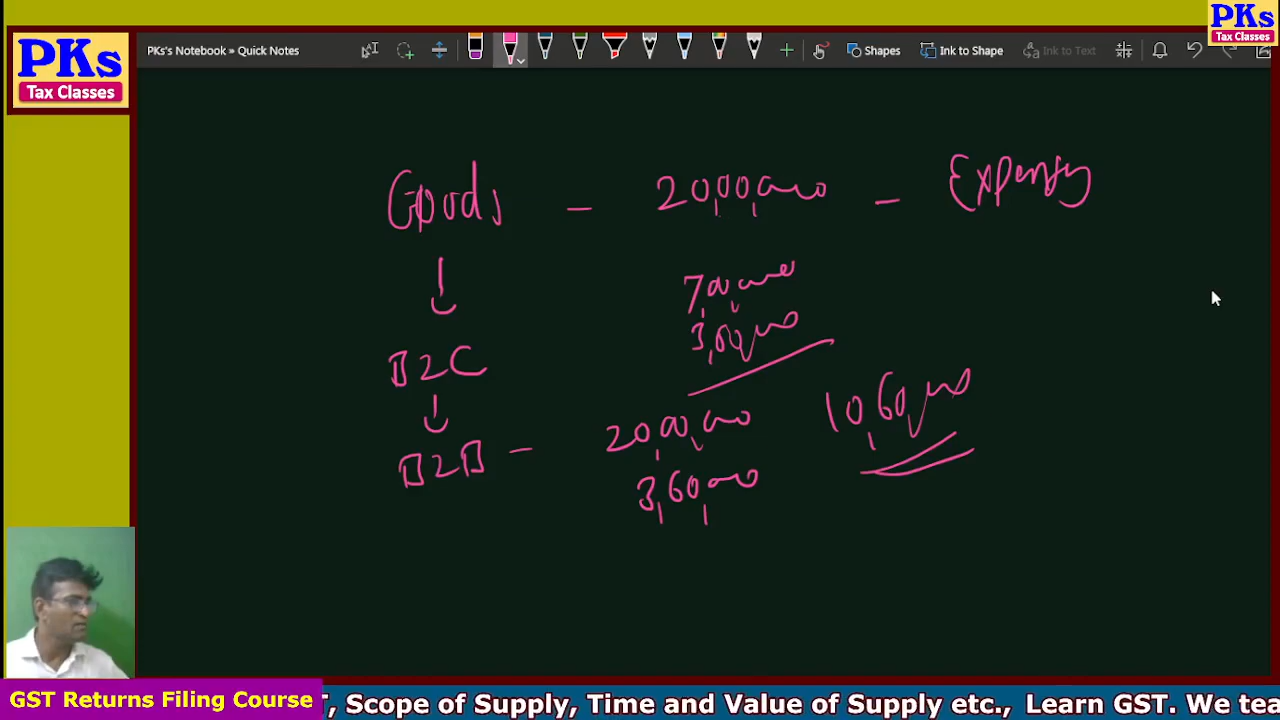 PKs
Tax Classes
PKs
Tax Classes
PKs's Notebook » Quick Notes
Shapes
Ink to Shape
Ink to Text
Goods - 20,00,000 - Expenses
7,00,000
3,60,000
B2C
10,60,000
B2B - 20,00,000
3,60,000
GST Returns Filing Course
, Scope of Supply, Time and Value of Supply etc., Learn GST. We tea